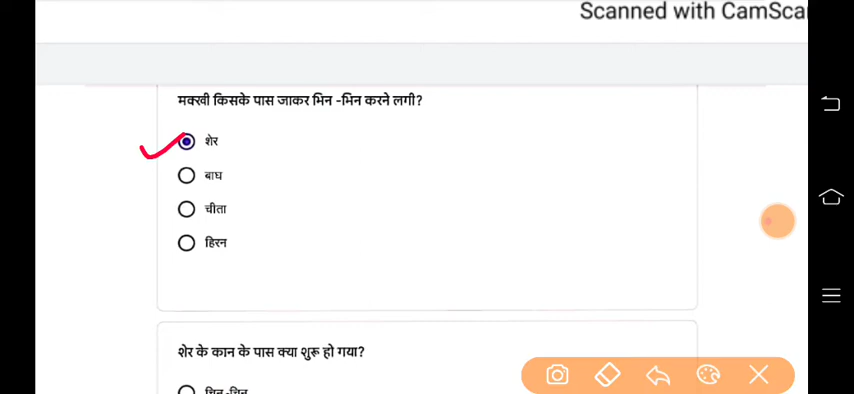 Scanned with CamSca
मक्खी किसके पास जाकर भिन -भिन करने लगी?
शेर
बाघ
चीता
हिरन
शेर के कान के पास क्या शुरू हो गया?